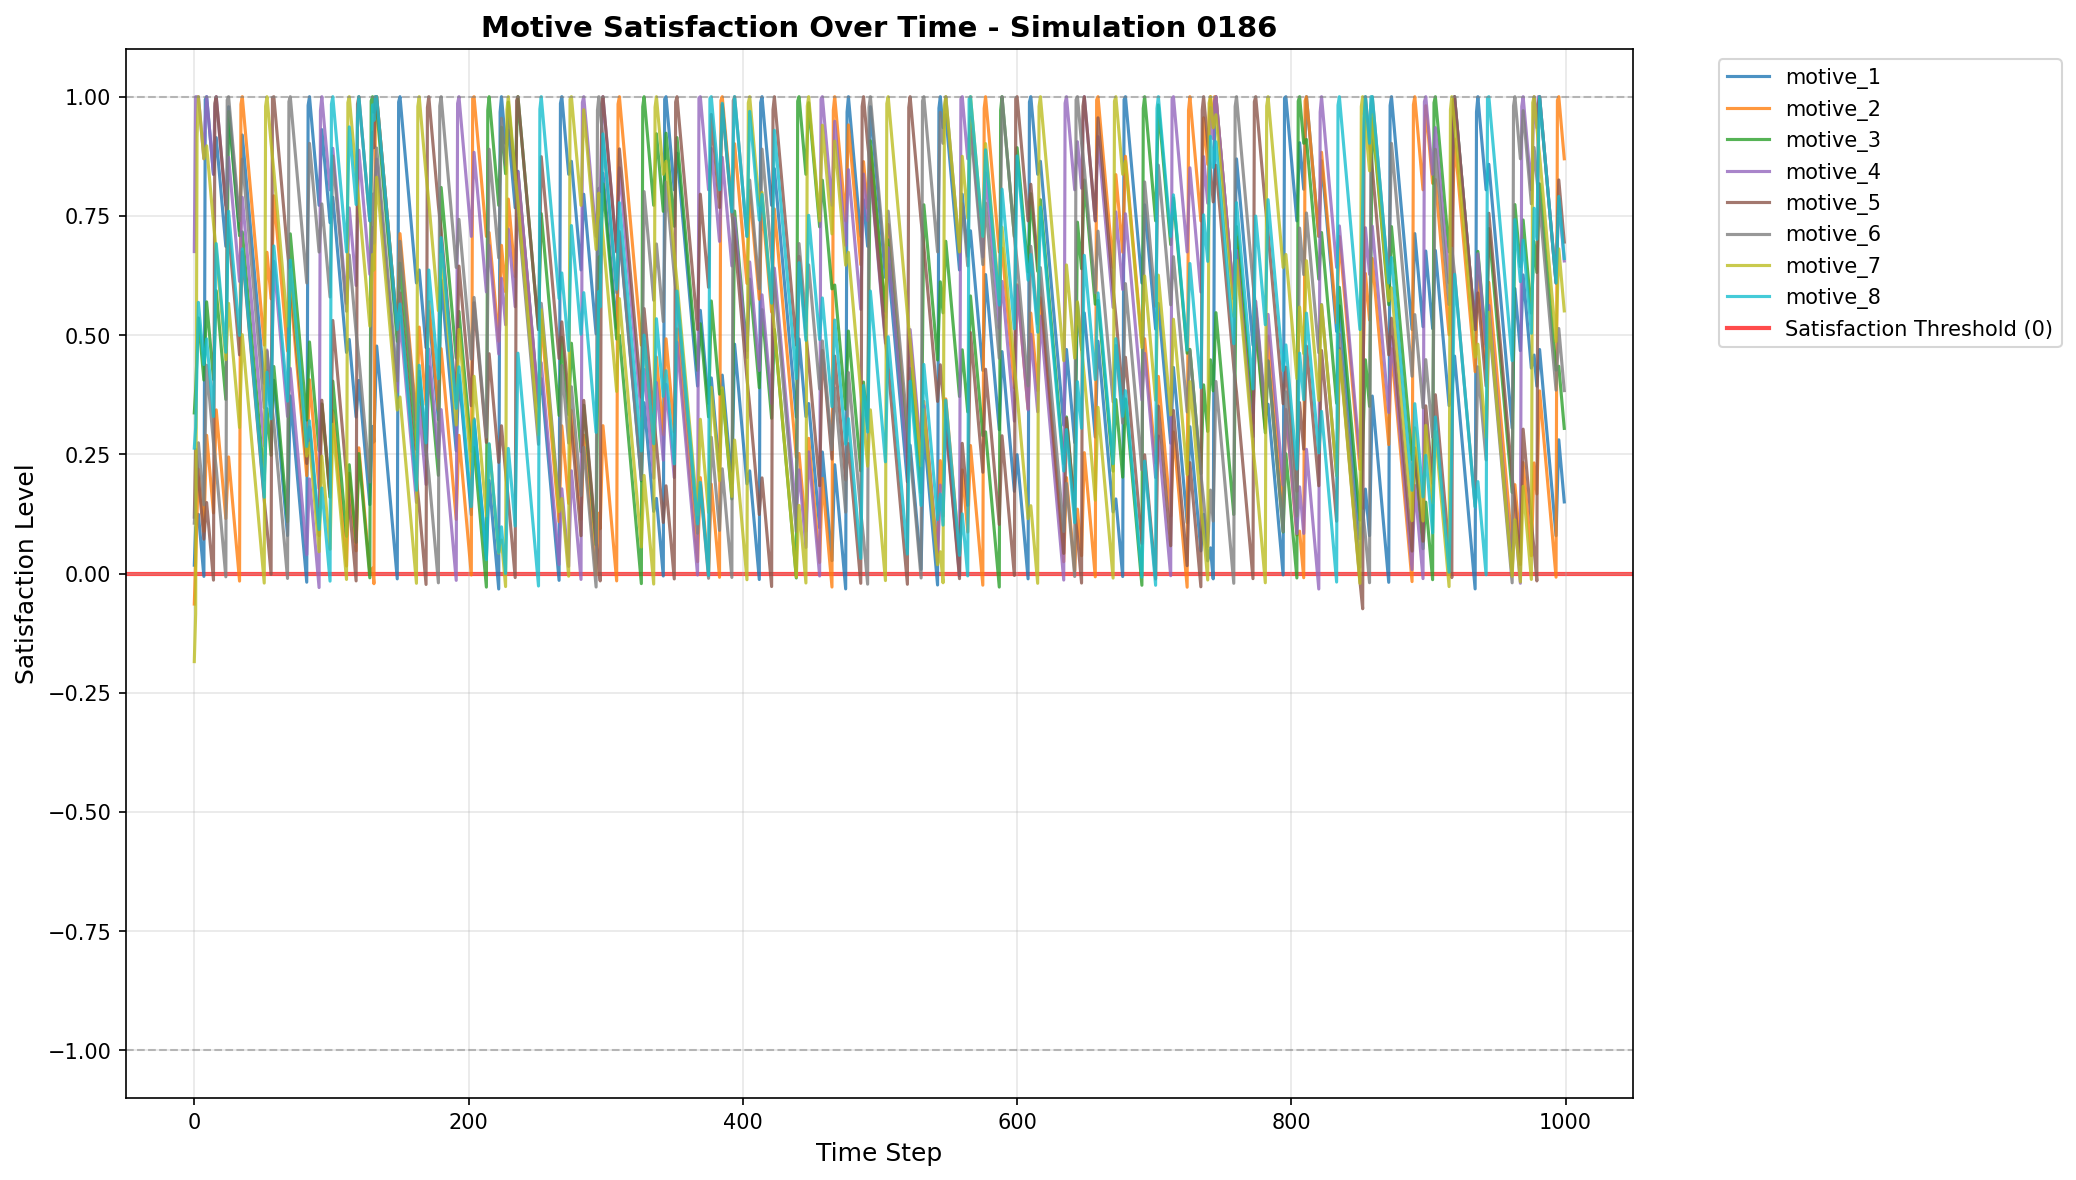 Motive Satisfaction Over Time - Simulation 0186
Satisfaction Level
1.00
0.75
0.50
0.25
0.00
−0.25
−0.50
−0.75
−1.00
0
200
400
600
800
1000
Time Step
motive_1
motive_2
motive_3
motive_4
motive_5
motive_6
motive_7
motive_8
Satisfaction Threshold (0)